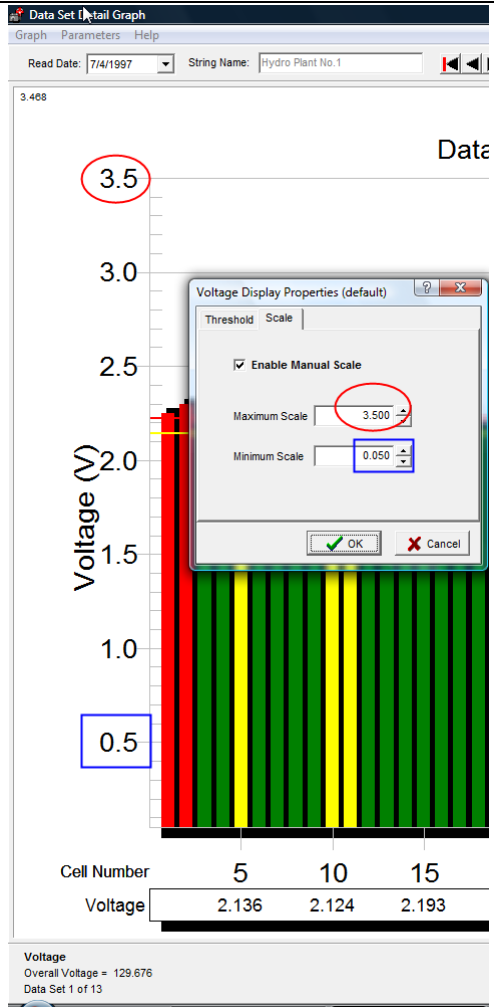 Data Set Detail Graph
Graph Parameters Help
Read Date: 7/4/1997 String Name: Hydro Plant No.1
3.468
Data
3.5
3.0
Voltage Display Properties (default)
Threshold Scale
2.5
Enable Manual Scale
Maximum Scale 3.500
Minimum Scale 0.050
2.0
Voltage (V)
OK Cancel
1.5
1.0
0.5
Cell Number 5 10 15
Voltage 2.136 2.124 2.193
Voltage
Overall Voltage = 129.676
Data Set 1 of 13